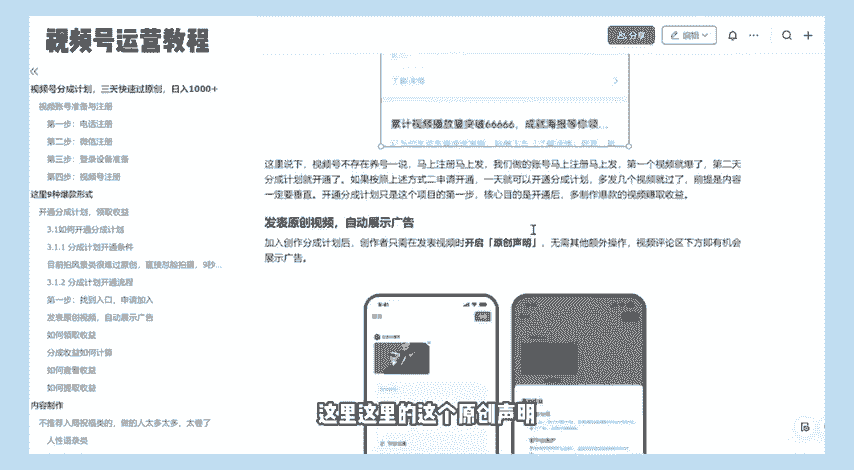 视频号运营教程
分享
编辑
视频号分成计划，三天快速过原创，日入1000+
视频账号准备与注册
第一步：电话注册
第二步：微信注册
第三步：登录设备准备
第四步：视频号注册
这里9种爆款形式
开通分成计划，领取收益
3.1如何开通分成计划
3.1.1 分成计划开通条件
目前拍风景类很难过原创，直接忽略拍摄，9秒...
3.1.2 分成计划开通流程
第一步：找到入口，申请加入
发表原创视频，自动展示广告
如何领取收益
分成收益如何计算
如何查看收益
如何提取收益
内容制作
不推荐入局祝福类的，做的人太多太多，太卷了
人性语录类
了解详情
累计视频播放量突破66666，成就海报等你领...
这里说下，视频号不存在养号一说，马上注册马上发，我们做的账号马上注册马上发，第一个视频就爆了，第二天
分成计划就开通了。如果按照上述方式二申请开通，一天就可以开通分成计划，多发几个视频就过了，前提是内容
一定要垂直。开通分成计划只是这个项目的第一步，核心目的是开通后，多制作爆款的视频赚取收益。
发表原创视频，自动展示广告
加入创作分成计划后，创作者只需在发表视频时开启「原创声明」，无需其他额外操作，视频评论区下方即有机会
展示广告。
这里这里的这个原创声明